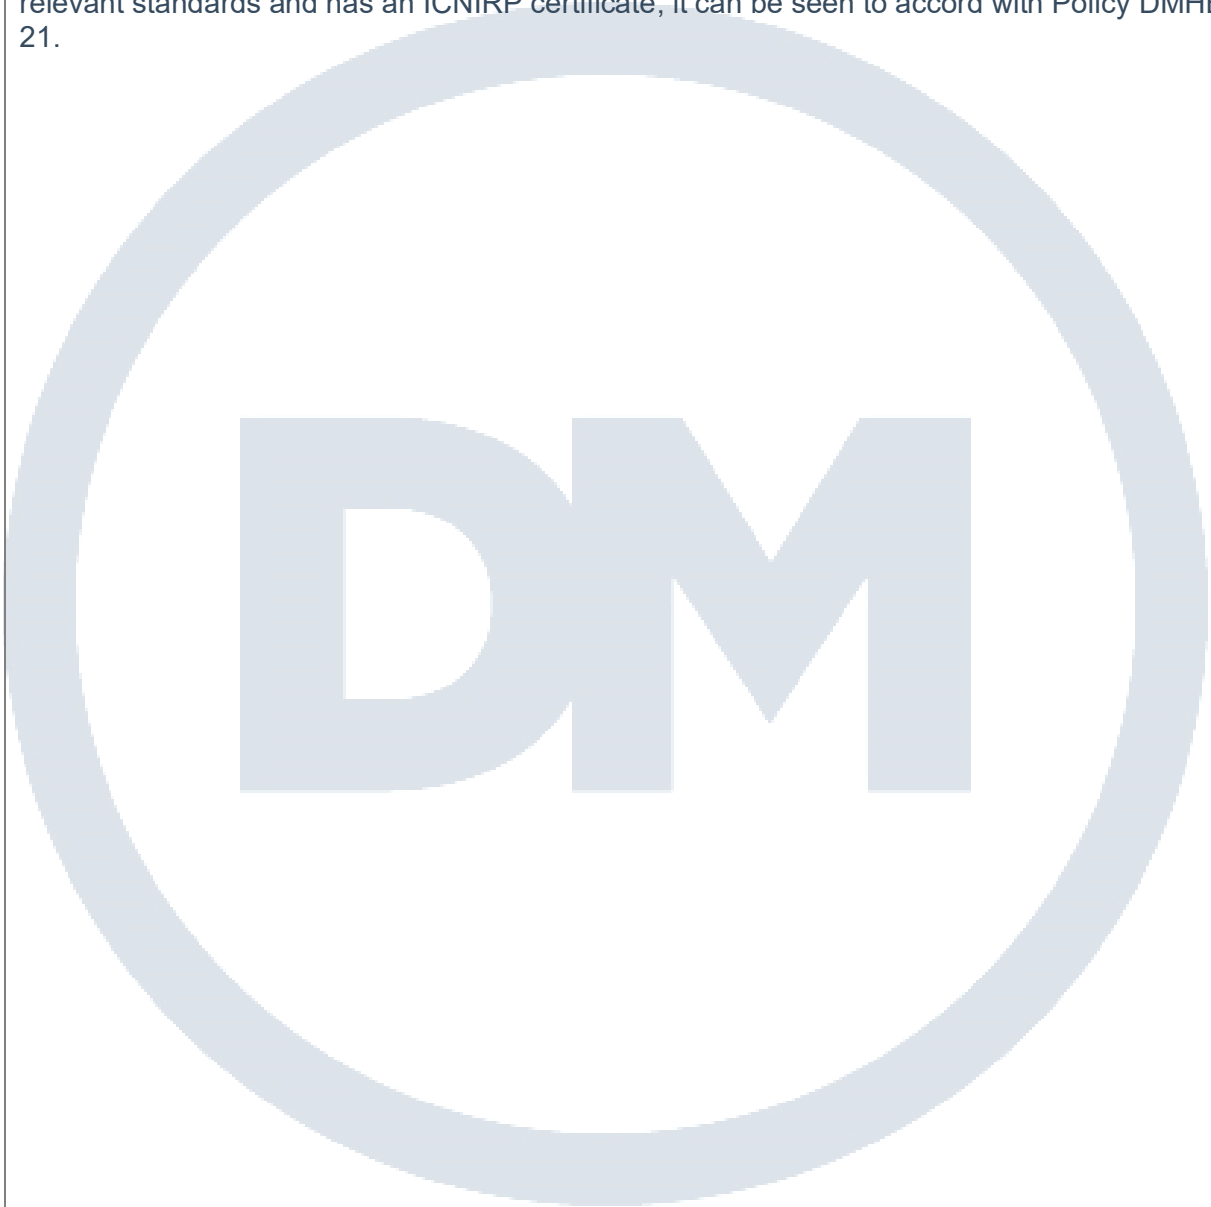 relevant standards and has an ICNIRP certificate, it can be seen to accord with Policy
21.
DM